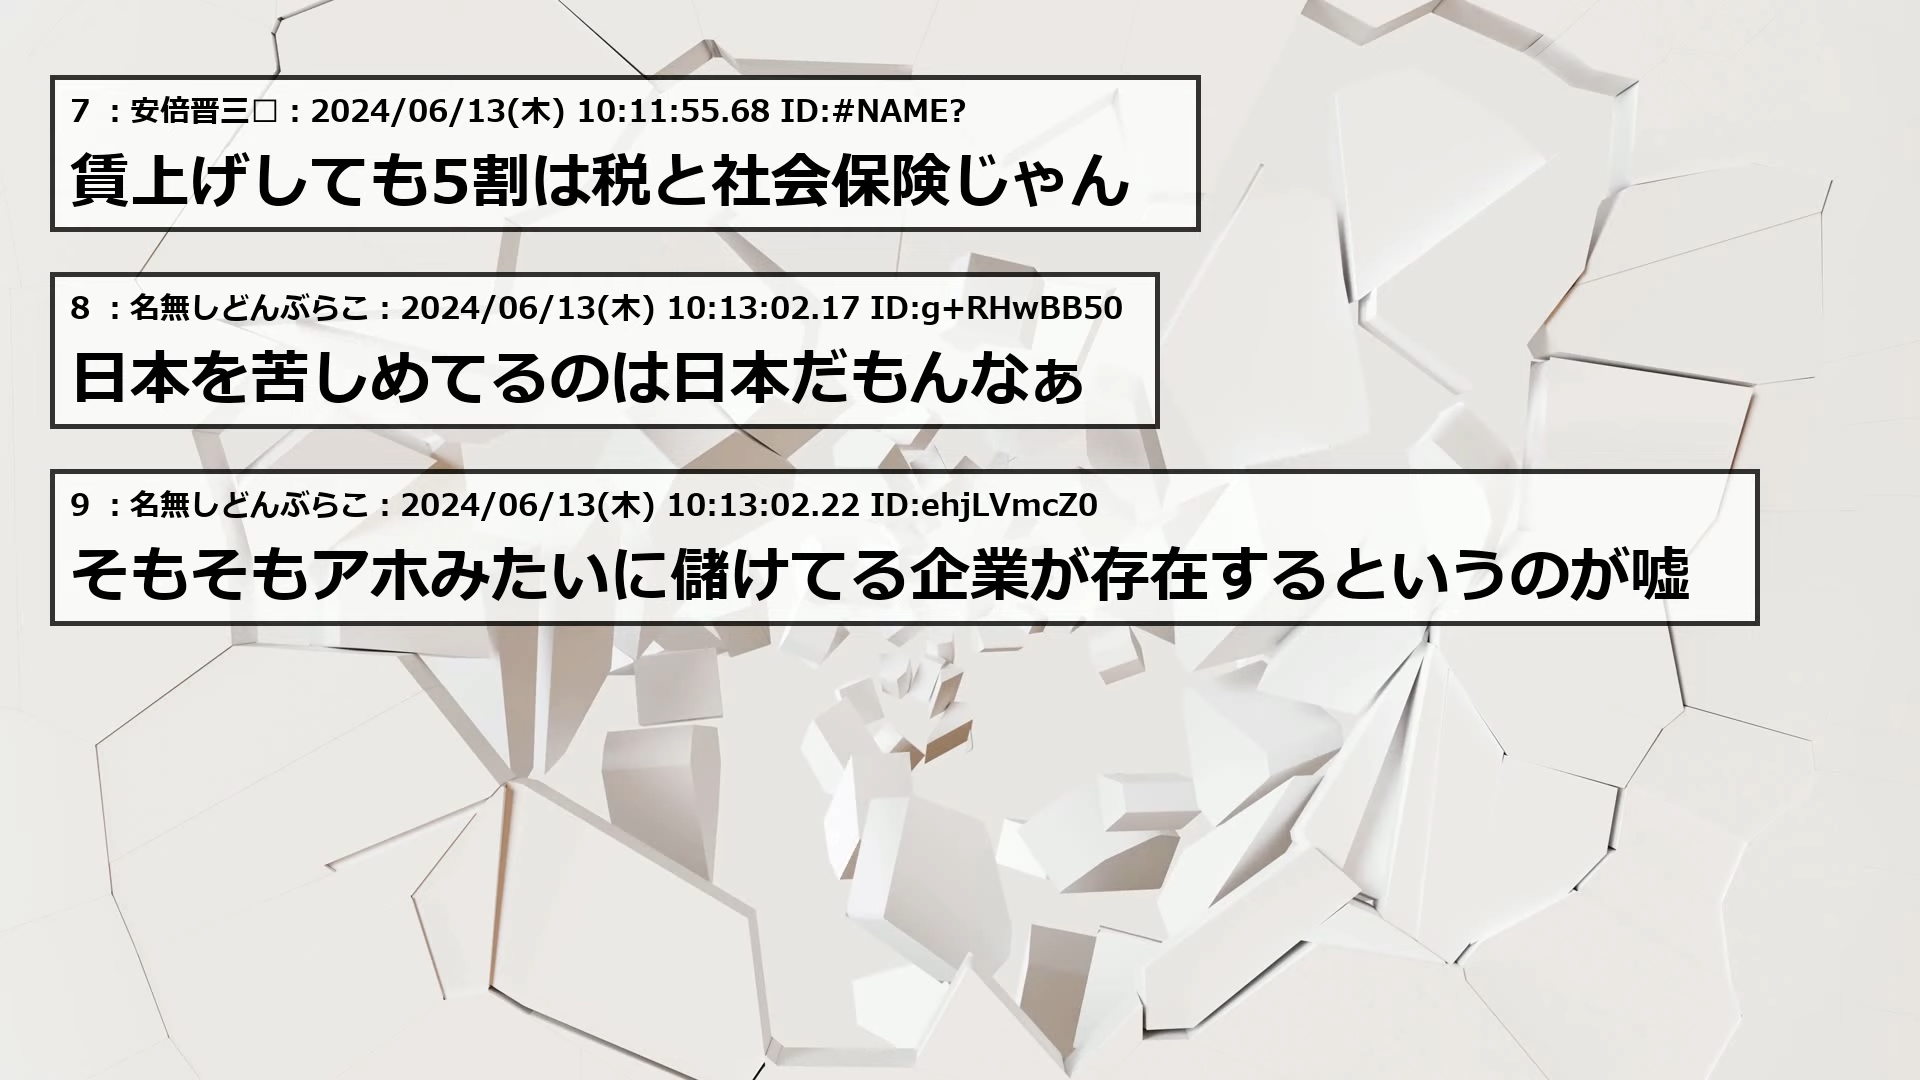 7 ：安倍晋三□：2024/06/13(木) 10:11:55.68 ID:#NAME?
賃上げしても5割は税と社会保険じゃん
8 ：名無しどんぶらこ：2024/06/13(木) 10:13:02.17 ID:g+RHwBB50
日本を苦しめてるのは日本だもんなぁ
9 ：名無しどんぶらこ：2024/06/13(木) 10:13:02.22 ID:ehjLVmcZ0
そもそもアホみたいに儲けてる企業が存在するというのが嘘